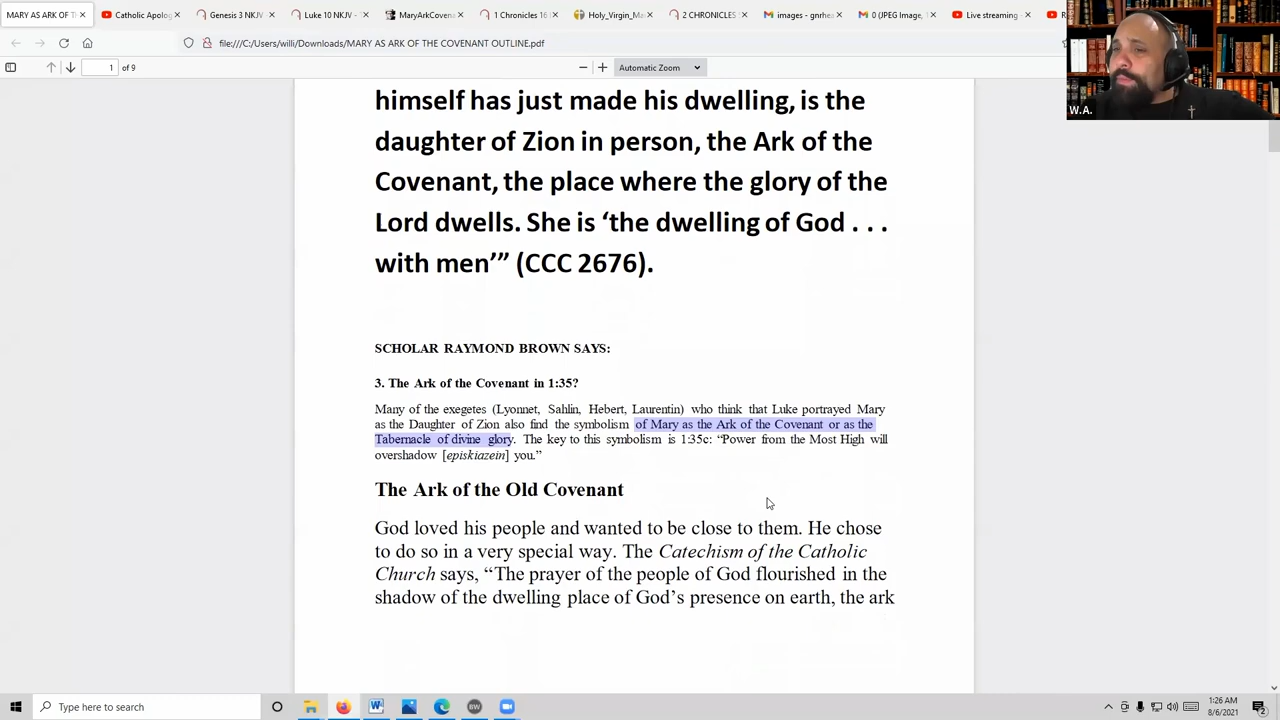 MARY AS ARK OF T
Catholic Apolog
Genesis 3 NK
Luke 10 NKJV
MaryArkCove
1 Chronicles 16
Holy_Virgin_Ma
2 CHRONICLES
images - gnrhe
0 (JPEG Image,
Live streaming
file:///C:/Users/willi/Downloads/MAR OF THE COVENANT OUTLINE.pdf
1 of 9
Automatic Zoom
W.A.
himself has just made his dwelling, is the
daughter of Zion in person, the Ark of the
Covenant, the place where the glory of the
Lord dwells. She is ‘the dwelling of God . . .
with men’” (CCC 2676).
SCHOLAR RAYMOND BROWN SAYS:
3. The Ark of the Covenant in 1:35?
Many of the exegetes (Lyonnet, Sahlin, Hebert, Laurentin) who think that Luke portrayed Mary
as the Daughter of Zion also find the symbolism of Mary as the Ark of the Covenant or as the
Tabernacle of divine glory. The key to this symbolism is 1:35c: “Power from the Most High will
overshadow [episkiazein] you.”
The Ark of the Old Covenant
God loved his people and wanted to be close to them. He chose
to do so in a very special way. The Catechism of the Catholic
Church says, “The prayer of the people of God flourished in the
shadow of the dwelling place of God’s presence on earth, the ark
Type here to search
1:26 AM
8/6/2021